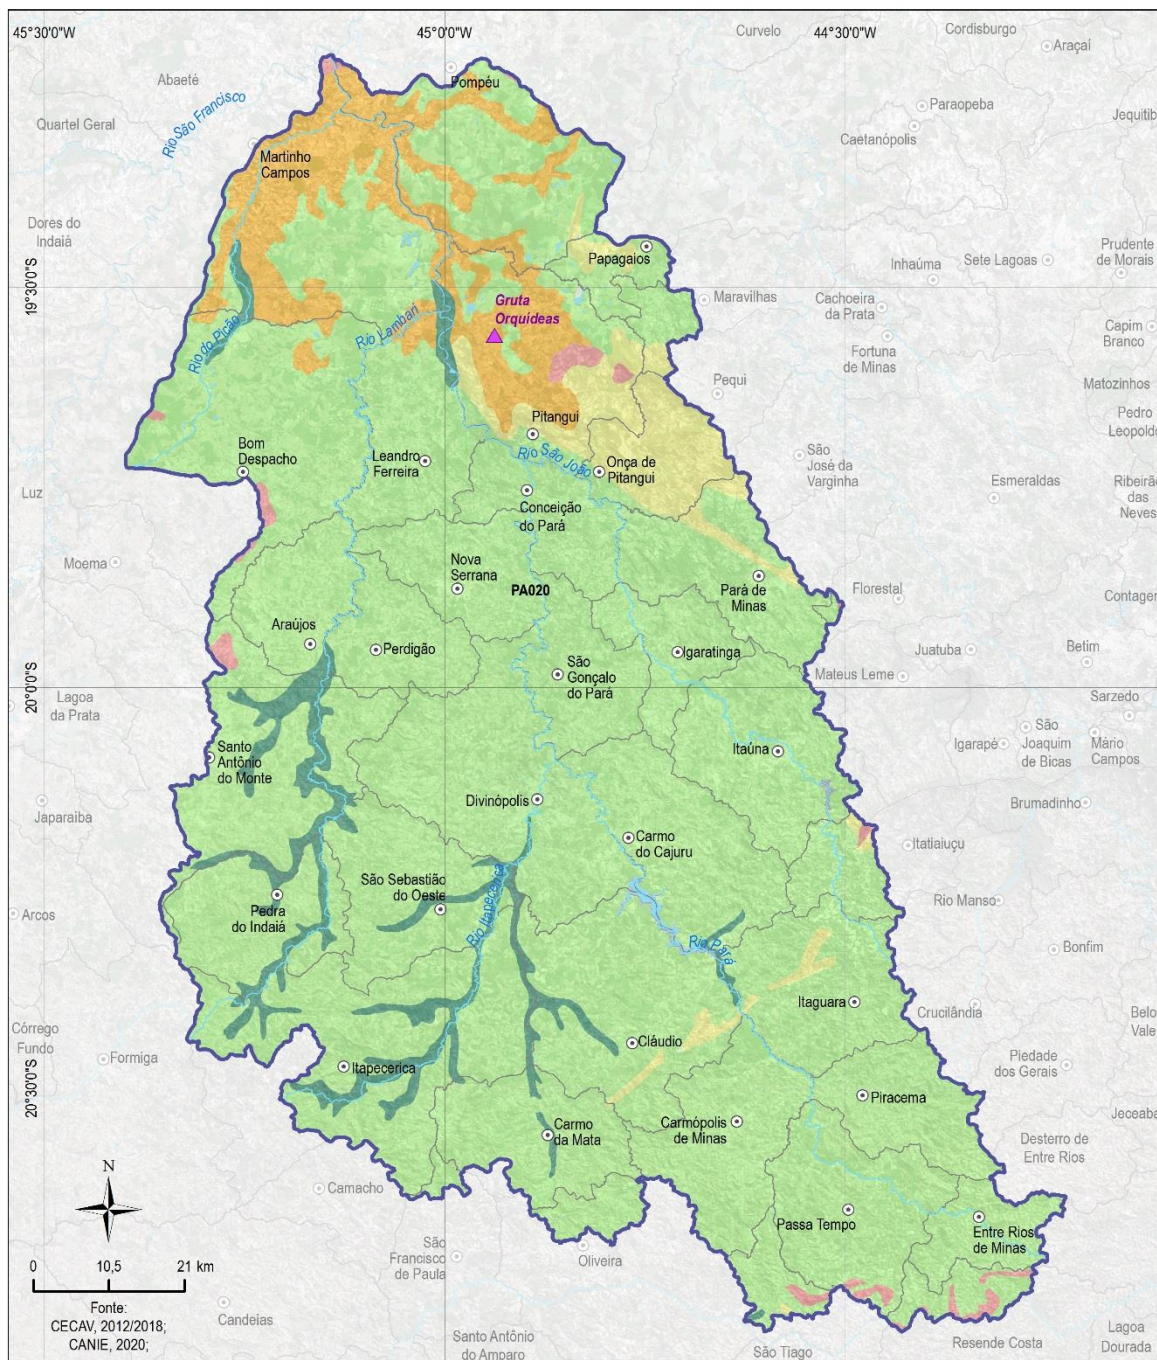 45°30'0"W
45°0'0"W
44°30'0"W
Curvelo
Cordisburgo
Araçaí
Abaeté
Pompéu
Paraopeba
Quartel Geral
Rio São Francisco
Caetanópolis
Jequitib
Martinho
Campos
Dores do
Indaiá
Papagaios
Inhaúma
Sete Lagoas
Prudente
de Morais
19°30'0"S
Gruta
Orquídeas
Maravilhas
Cachoeira
da Prata
Capim
Branco
Rio do Picão
Rio Lambari
Fortuna
de Minas
Pequi
Matozinhos
Pitangui
Pedro
Leopoldo
Bom
Despacho
Leandro
Ferreira
Rio São João
Onça de
Pitangui
São
José da
Varginha
Luz
Conceição
do Pará
Esmeraldas
Ribeirão
das
Neves
Moema
Nova
Serrana
PA020
Pará de
Minas
Florestal
Contagem
Araújos
Perdigão
São
Gonçalo
do Pará
Igaratinga
Juatuba
Betim
Mateus Leme
20°0'0"S
Lagoa
da Prata
Sarzedo
Santo
Antônio
do Monte
Itaúna
Igarapé
São
Joaquim
de Bicas
Mário
Campos
Divinópolis
Brumadinho
Japaraiba
Carmo
do Cajuru
Itatiaiuçu
São Sebastião
do Oeste
Arcos
Pedra
do Indaiá
Rio Itapecerica
Rio Manso
Rio Pará
Bonfim
Itaguara
Crucilândia
Córrego
Fundo
Formiga
Cláudio
Belo
Vale
Itapecerica
Piedade
dos Gerais
20°30'0"S
Piracema
Carmo
da Mata
Carmópolis
de Minas
Jeceaba
Desterro de
Entre Rios
N
Camacho
Passa Tempo
Entre Rios
de Minas
São
Francisco
de Paula
Oliveira
0 10,5 21 km
Fonte:
CECAV, 2012/2018;
CANIE, 2020;
Candeias
Santo Antônio
do Amparo
São Tiago
Resende Costa
Lagoa
Dourada